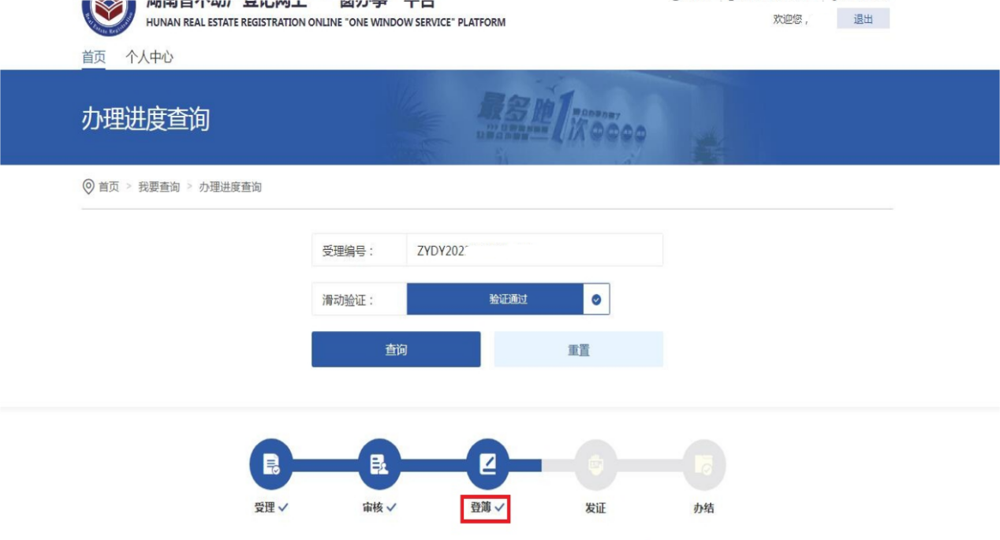 湖南省不动产登记网上“一窗办事”平台
HUNAN REAL ESTATE REGISTRATION ONLINE "ONE WINDOW SERVICE" PLATFORM
欢迎您， 退出
首页 个人中心
办理进度查询
最多跑1次
首页 > 我要查询 > 办理进度查询
受理编号： ZYDY202
滑动验证： 验证通过
查询 重置
受理 审核 登簿 发证 办结